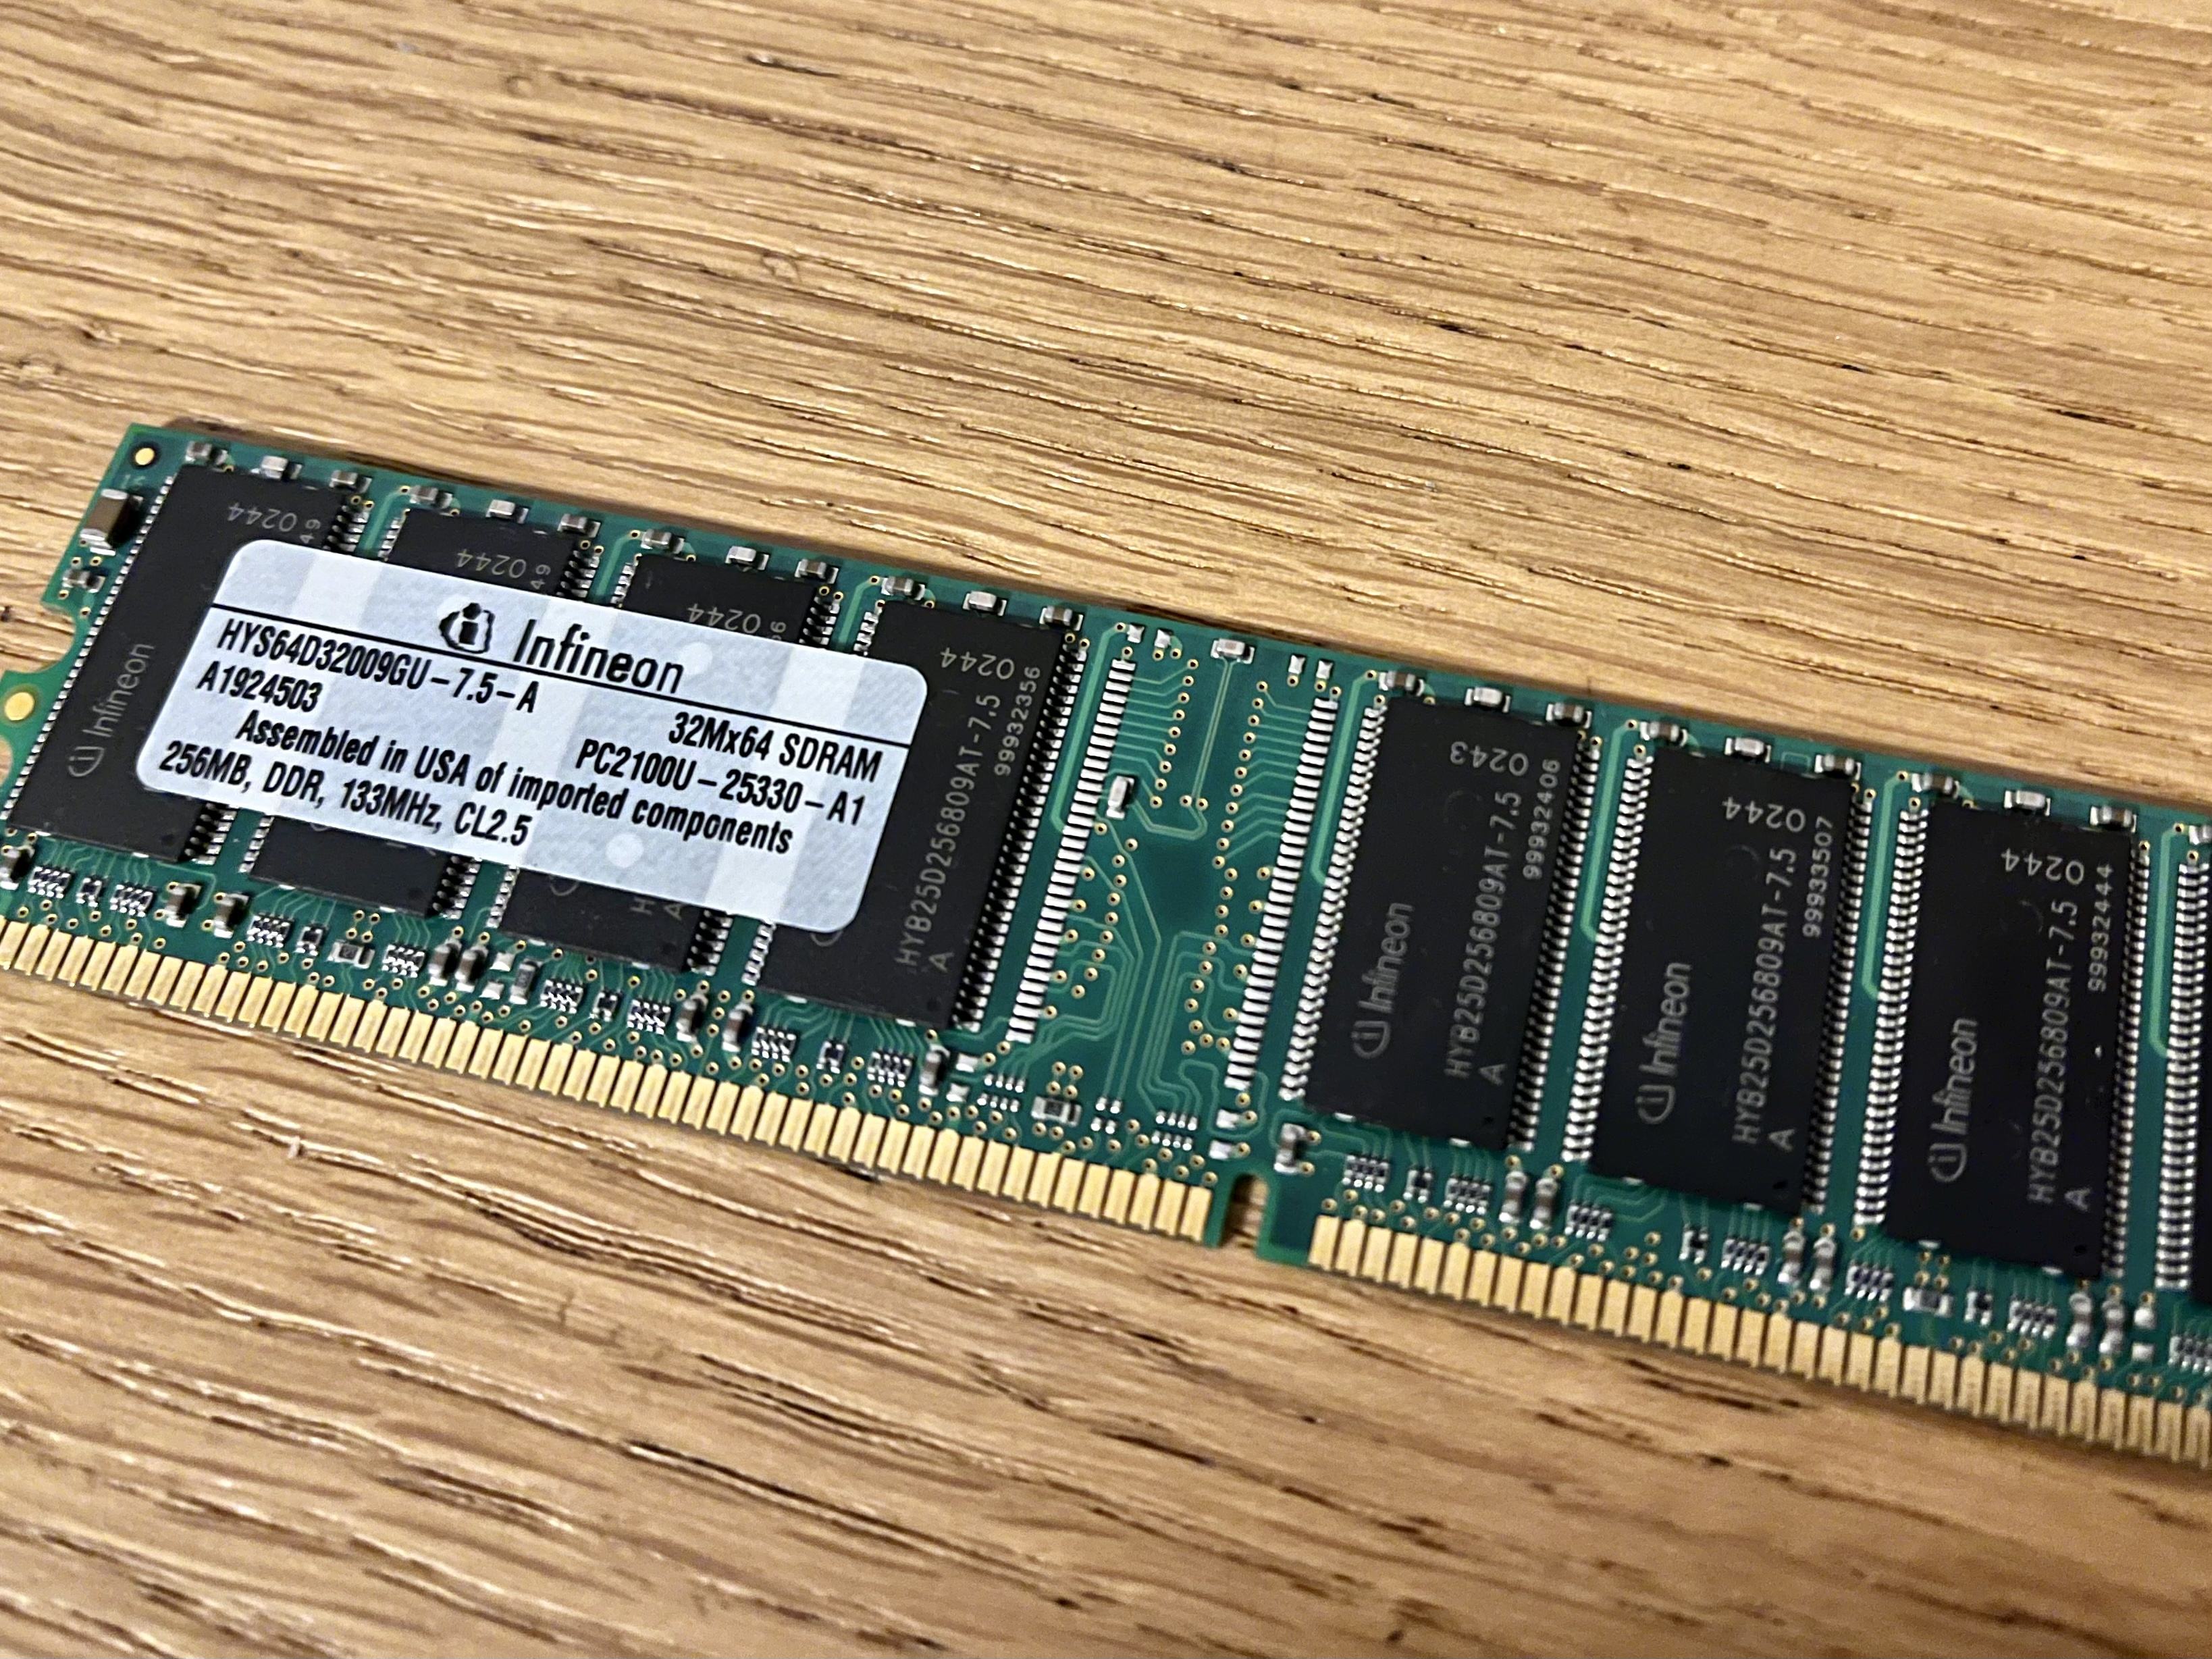 Infineon
HYS64D32009GU-7.5-A
32Mx64 SDRAM
A1924503
PC2100U-25330-A1
Assembled in USA of imported components
256MB, DDR, 133MHz, CL2.5
0244
49
Infineon
0244
49
0244
0244
HYB25D256809AT-7.5
99932356
A
0243
Infineon
HYB25D256809AT-7.5
99932406
A
0244
Infineon
HYB25D256809AT-7.5
99933507
A
0244
Infineon
HYB25D256809AT-7.5
99932444
A